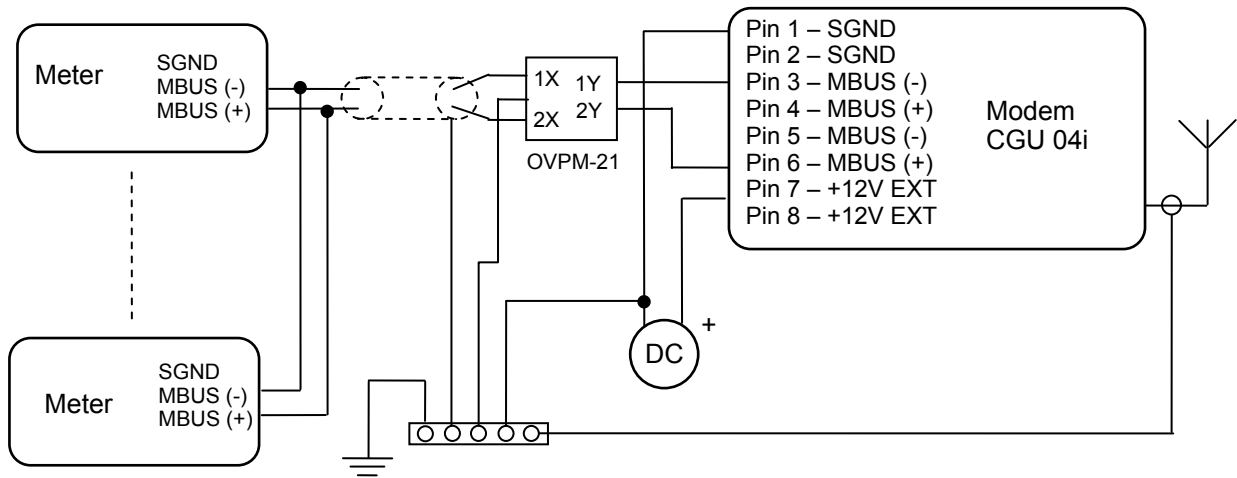 Meter
SGND
MBUS (-)
MBUS (+)
1X 1Y
2X 2Y
OVPM-21
Pin 1 – SGND
Pin 2 – SGND
Pin 3 – MBUS (-)
Pin 4 – MBUS (+)
Pin 5 – MBUS (-)
Pin 6 – MBUS (+)
Pin 7 – +12V EXT
Pin 8 – +12V EXT
Modem
CGU 04i
+
DC
Meter
SGND
MBUS (-)
MBUS (+)